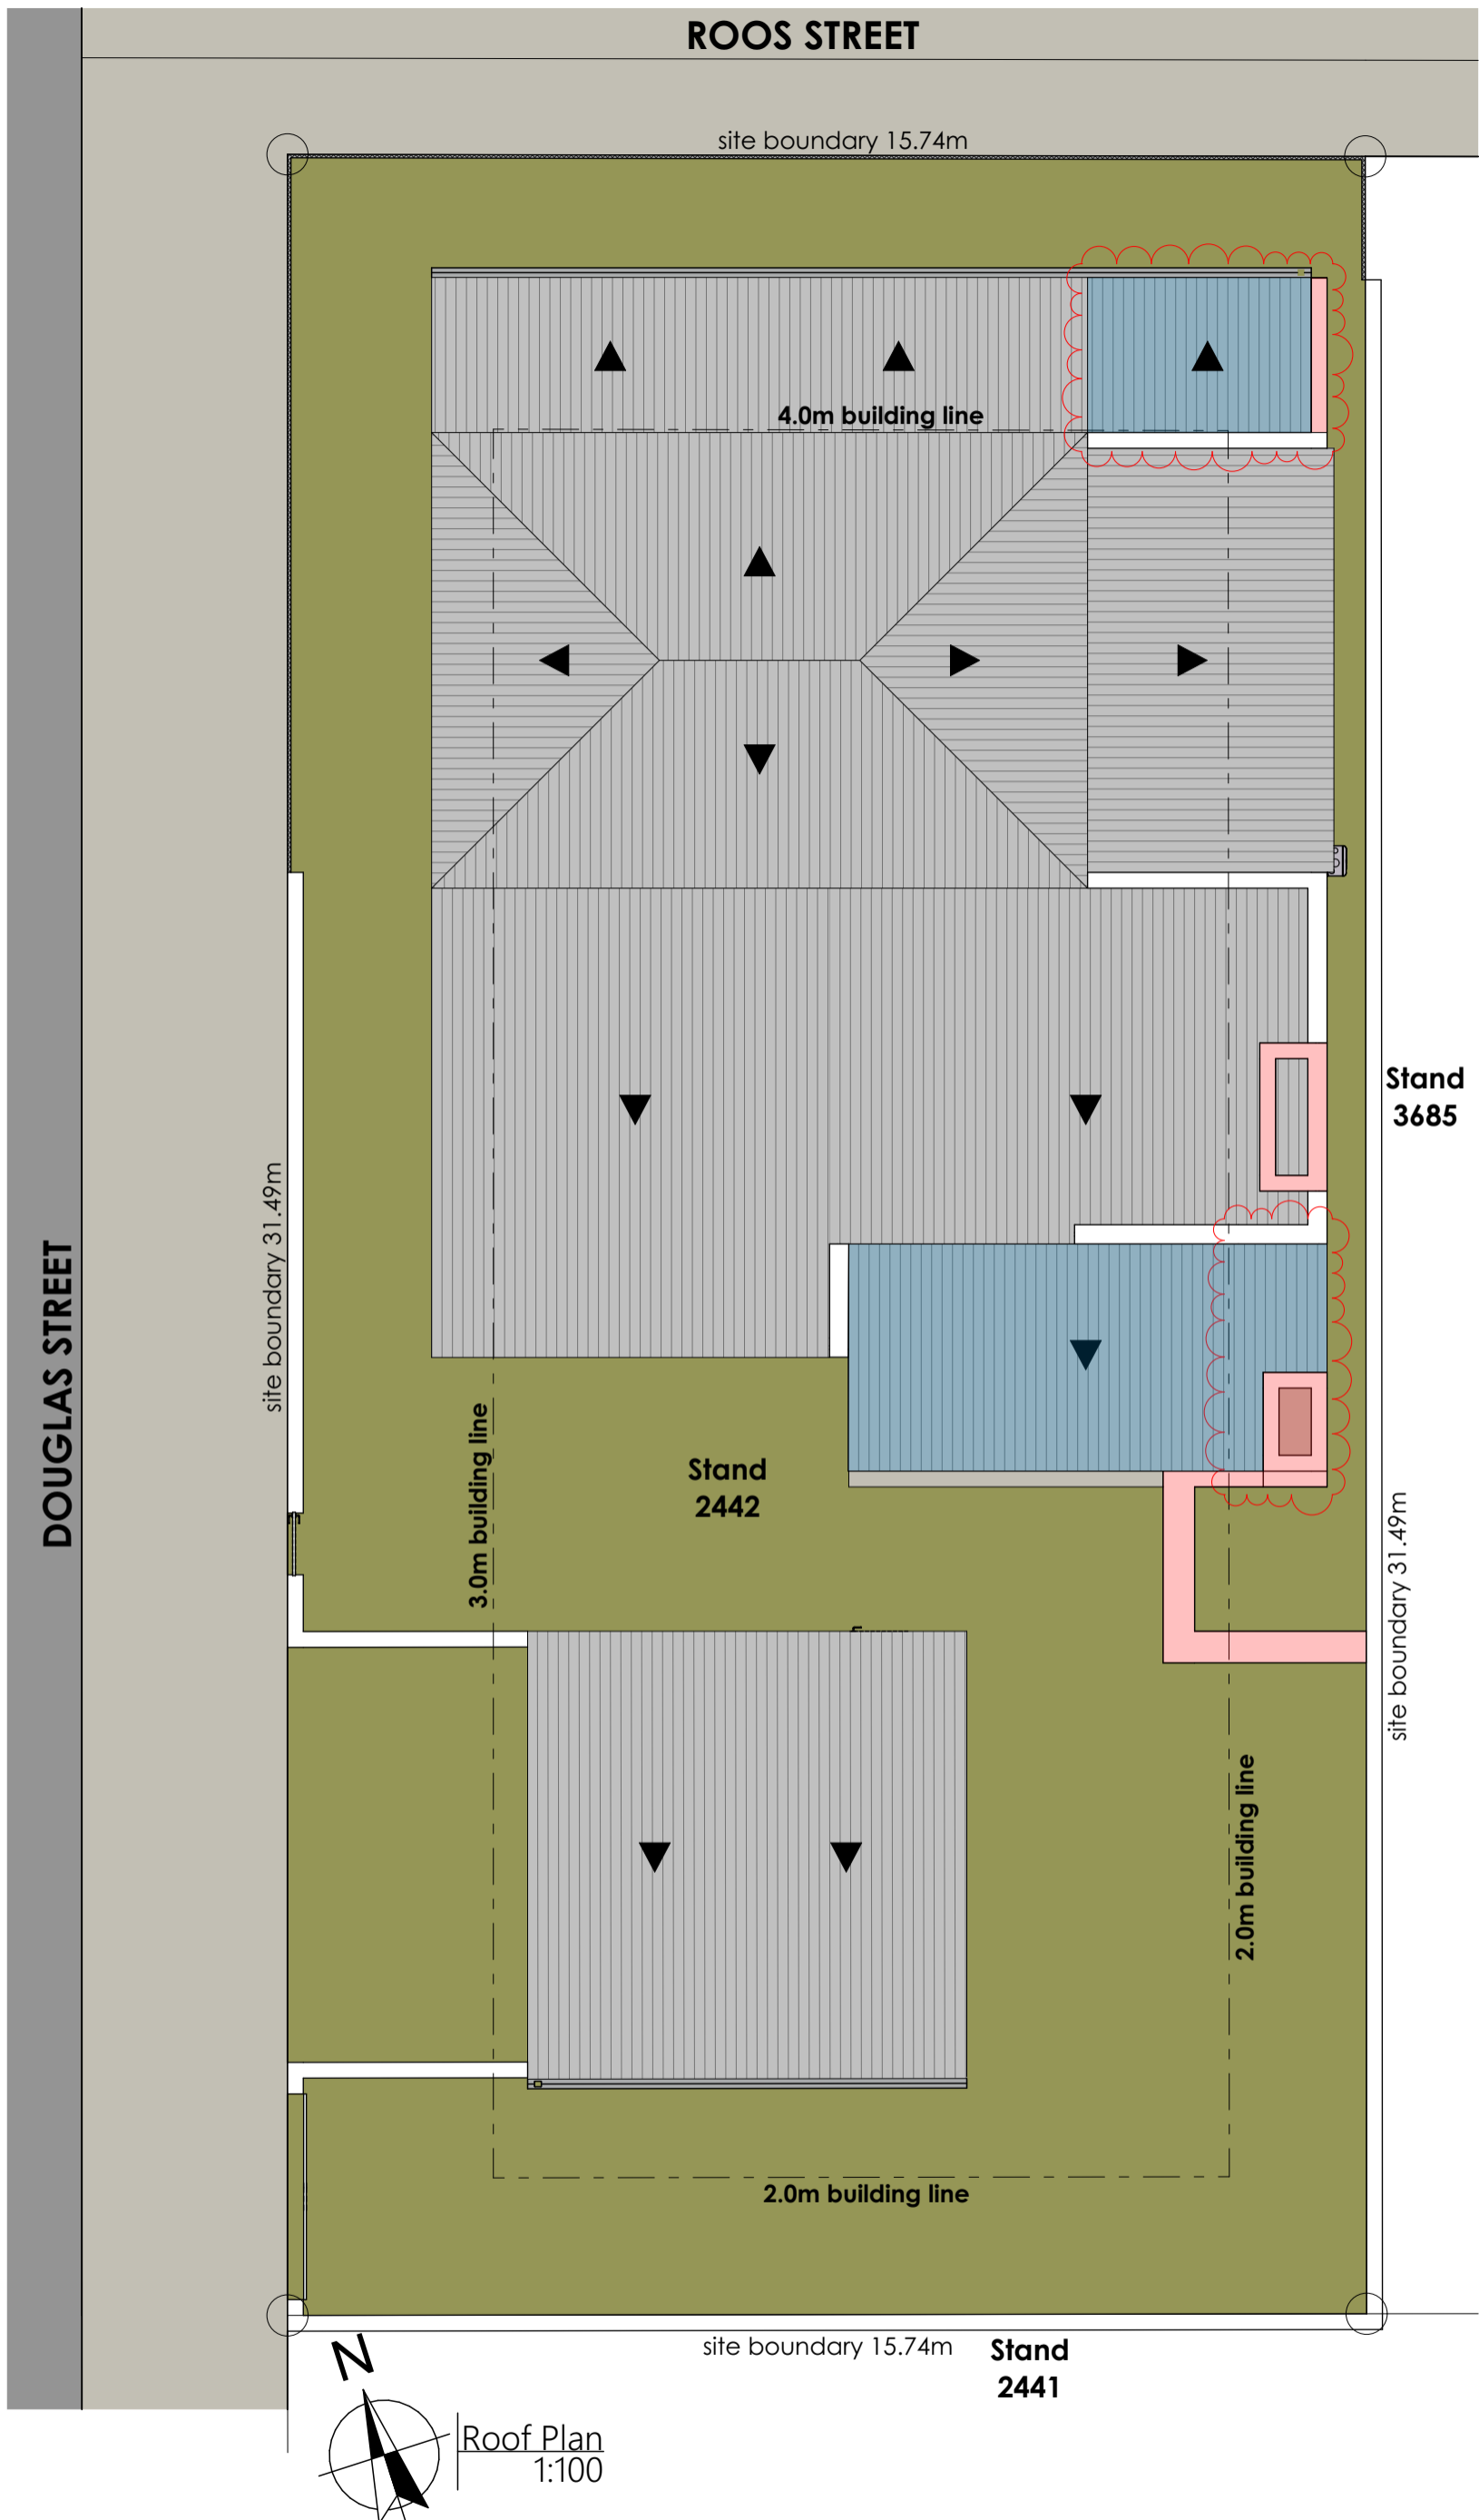 ROOS STREET
site boundary 15.74m
4.0m building line
Stand
3685
site boundary 31.49m
DOUGLAS STREET
3.0m building line
Stand
2442
site boundary 31.49m
2.0m building line
2.0m building line
site boundary 15.74m
Stand
2441
N
Roof Plan
1:100